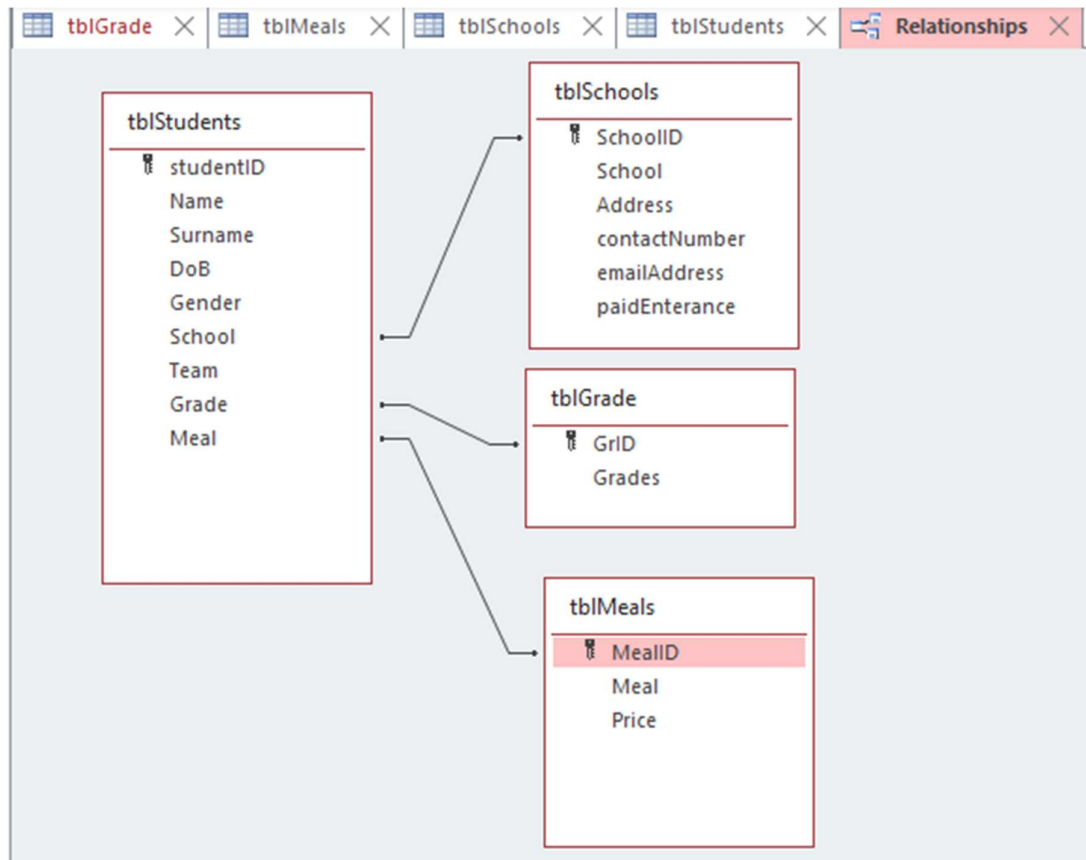 tblGrade tblMeals tblSchools tblStudents Relationships
tblStudents
studentID
Name
Surname
DoB
Gender
School
Team
Grade
Meal
tblSchools
SchoolID
School
Address
contactNumber
emailAddress
paidEnterance
tblGrade
GrID
Grades
tblMeals
MealID
Meal
Price